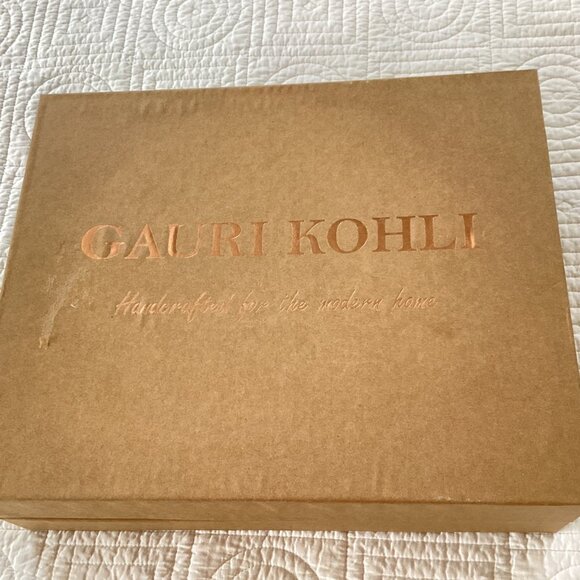 GAURI KOHLI
Handcrafted for the modern home